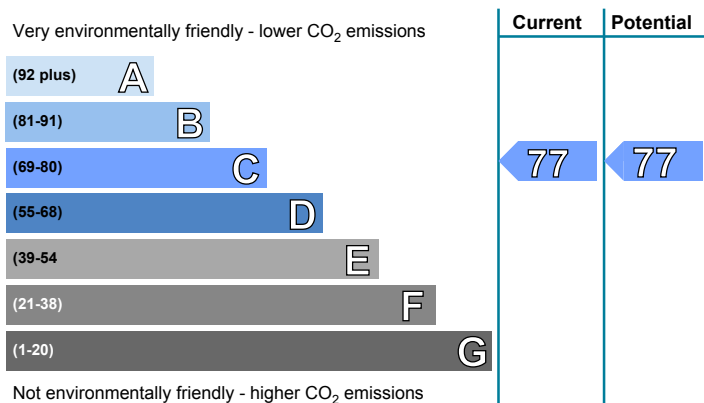 Current Potential
Very environmentally friendly - lower CO₂ emissions
(92 plus) A
(81-91) B
(69-80) C 77 77
(55-68) D
(39-54 E
(21-38) F
(1-20) G
Not environmentally friendly - higher CO₂ emissions